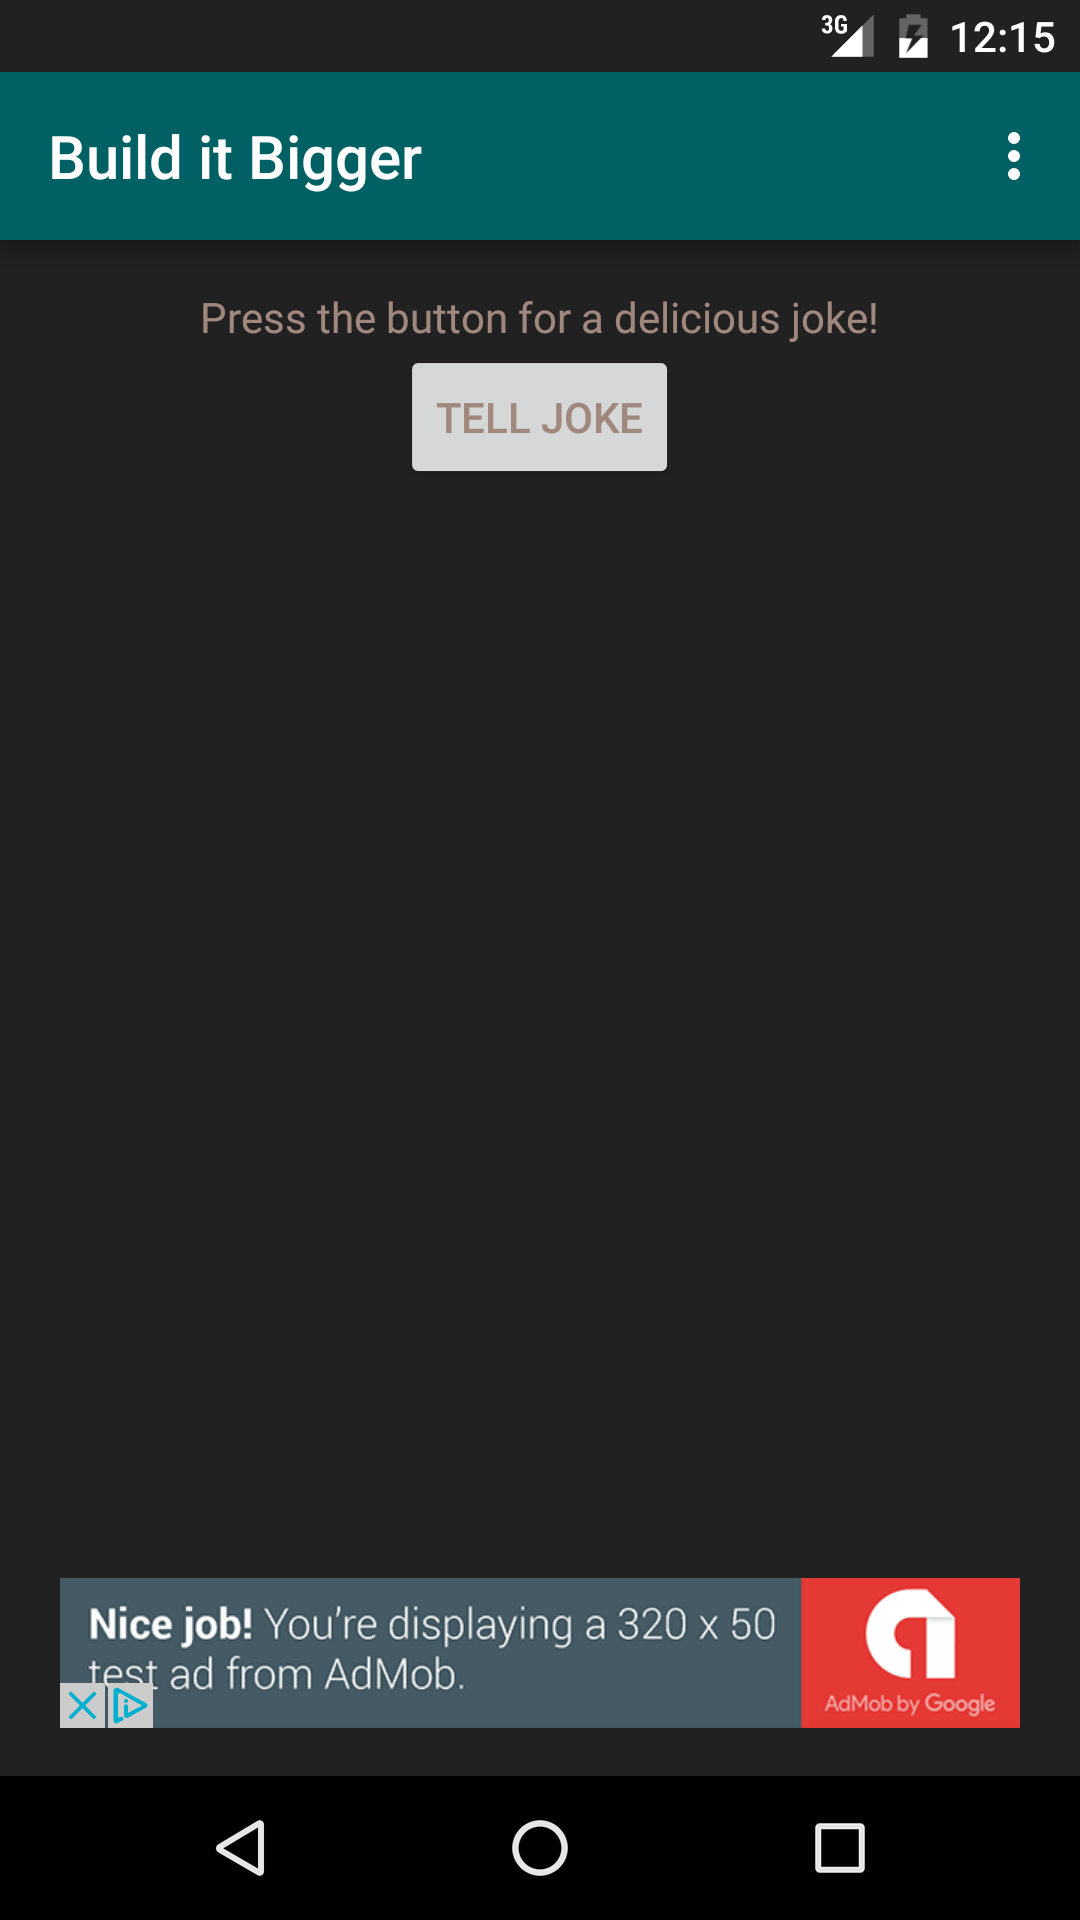 3G 12:15
Build it Bigger
Press the button for a delicious joke!
TELL JOKE
Nice job! You're displaying a 320 x 50
test ad from AdMob.
AdMob by Google